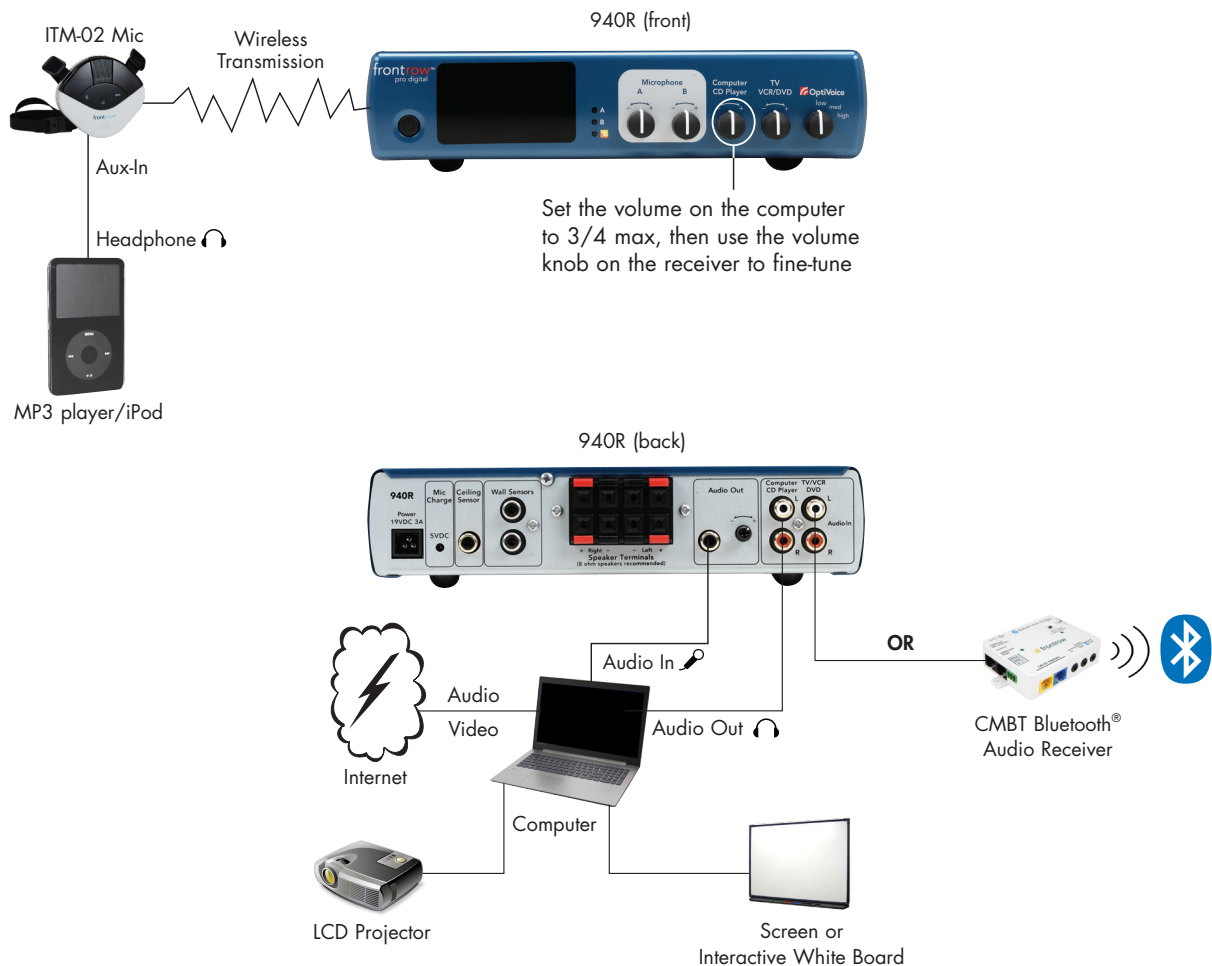 940R (front)
ITM-02 Mic
Wireless
Transmission
frontrow™
pro digital
A
B
Microphone
A B
Computer
CD Player
TV
VCR/DVD
OptiVoice
low med
high
frontrow
Aux-In
Set the volume on the computer
to 3/4 max, then use the volume
knob on the receiver to fine-tune
Headphone
MENU
MP3 player/iPod
940R (back)
940R
Power
19VDC 3A
Mic
Charge
5VDC
Ceiling
Sensor
Wall Sensors
+ Right – – Left +
Speaker Terminals
(8 ohm speakers recommended)
Audio Out
– +
Computer
CD Player
TV/VCR
DVD
L L
Audio In
R R
OR
Audio In
Audio
Video
Audio Out
Internet
frontrow
CMBT Bluetooth®
Audio Receiver
Computer
LCD Projector
Screen or
Interactive White Board